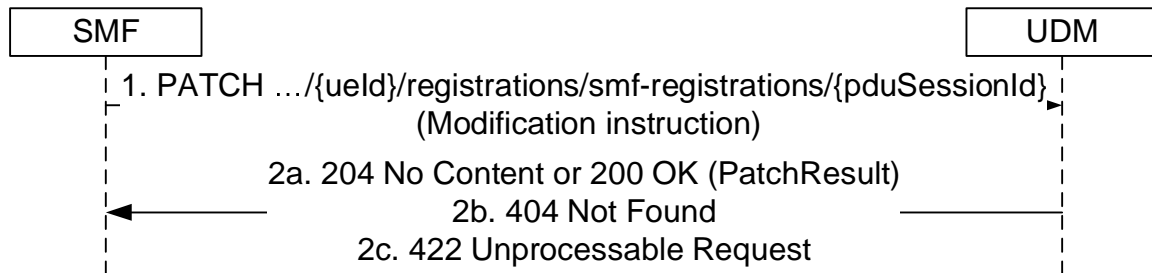 SMF
UDM
1. PATCH …/{ueId}/registrations/smf-registrations/{pduSessionId}
(Modification instruction)
2a. 204 No Content or 200 OK (PatchResult)
2b. 404 Not Found
2c. 422 Unprocessable Request